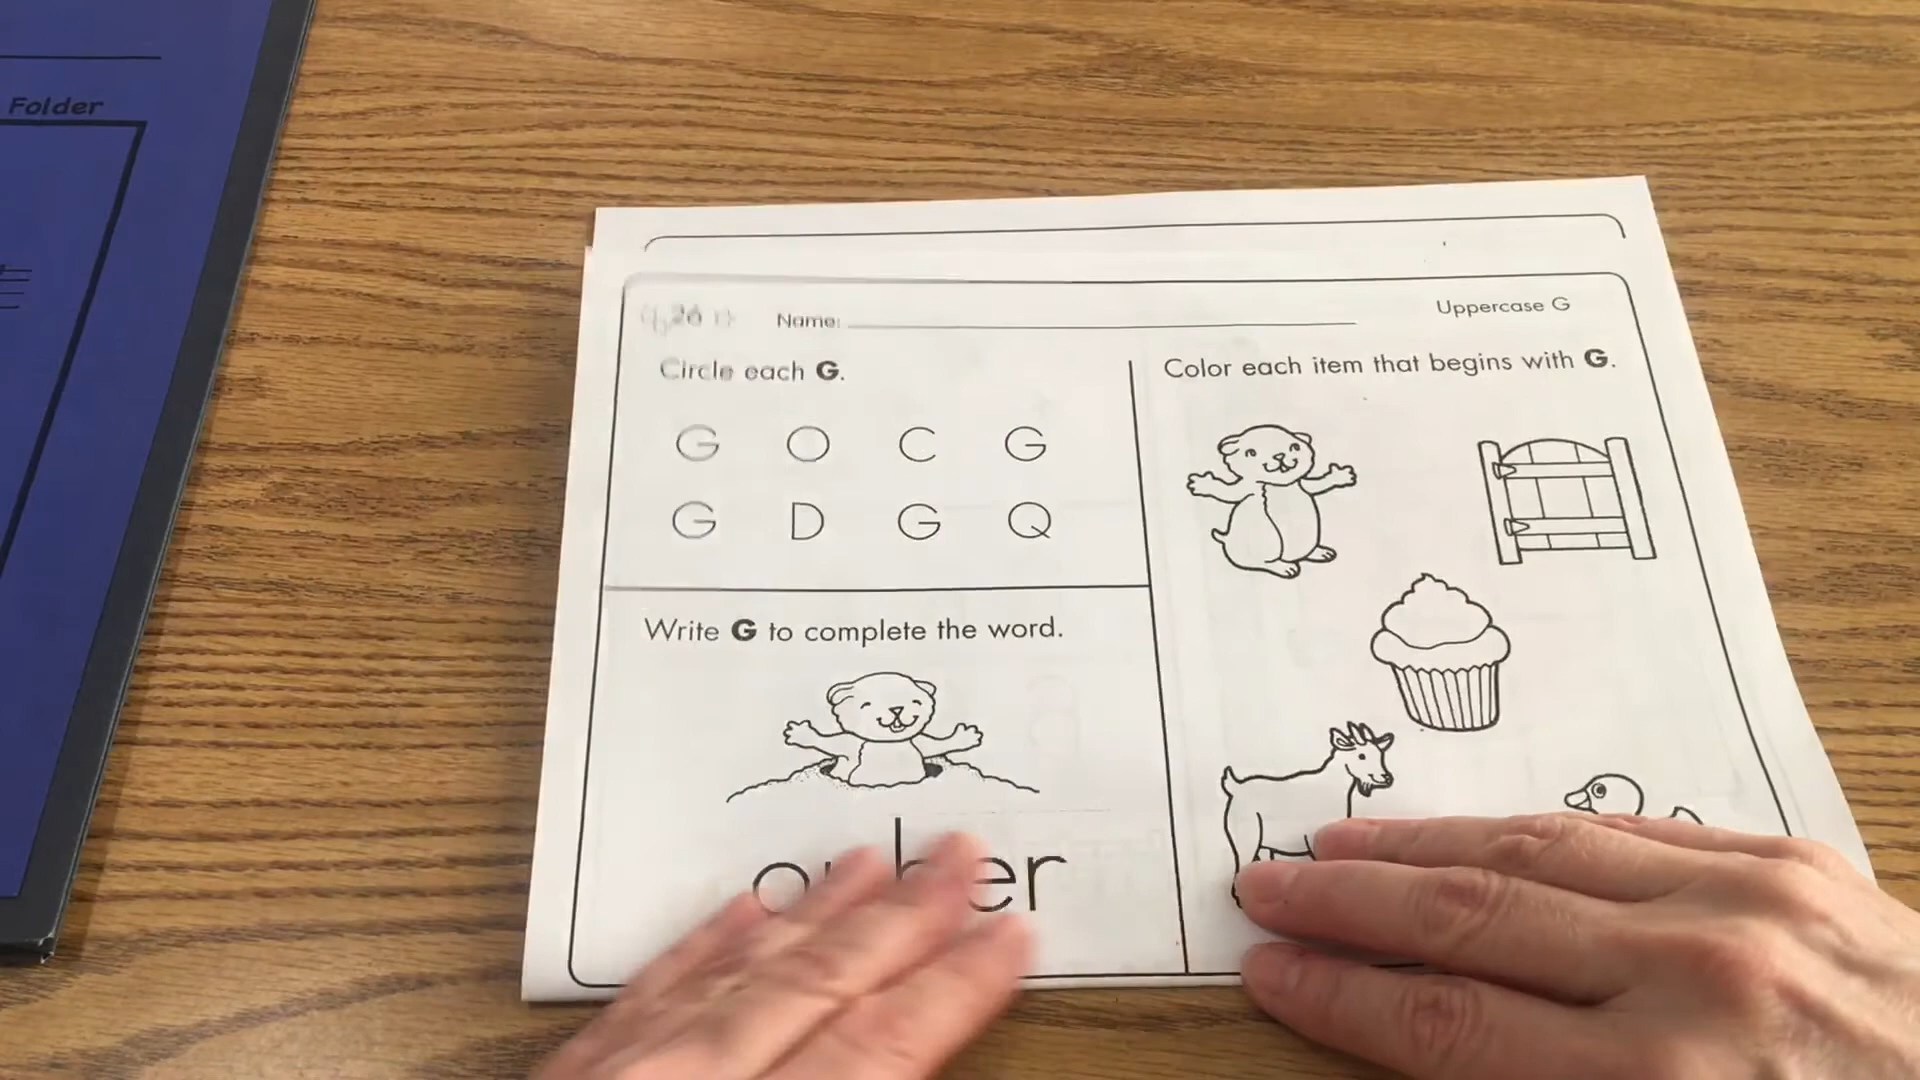 Folder
Name:
Uppercase G
Circle each G.
G O C G
G D G Q
Color each item that begins with G.
Write G to complete the word.